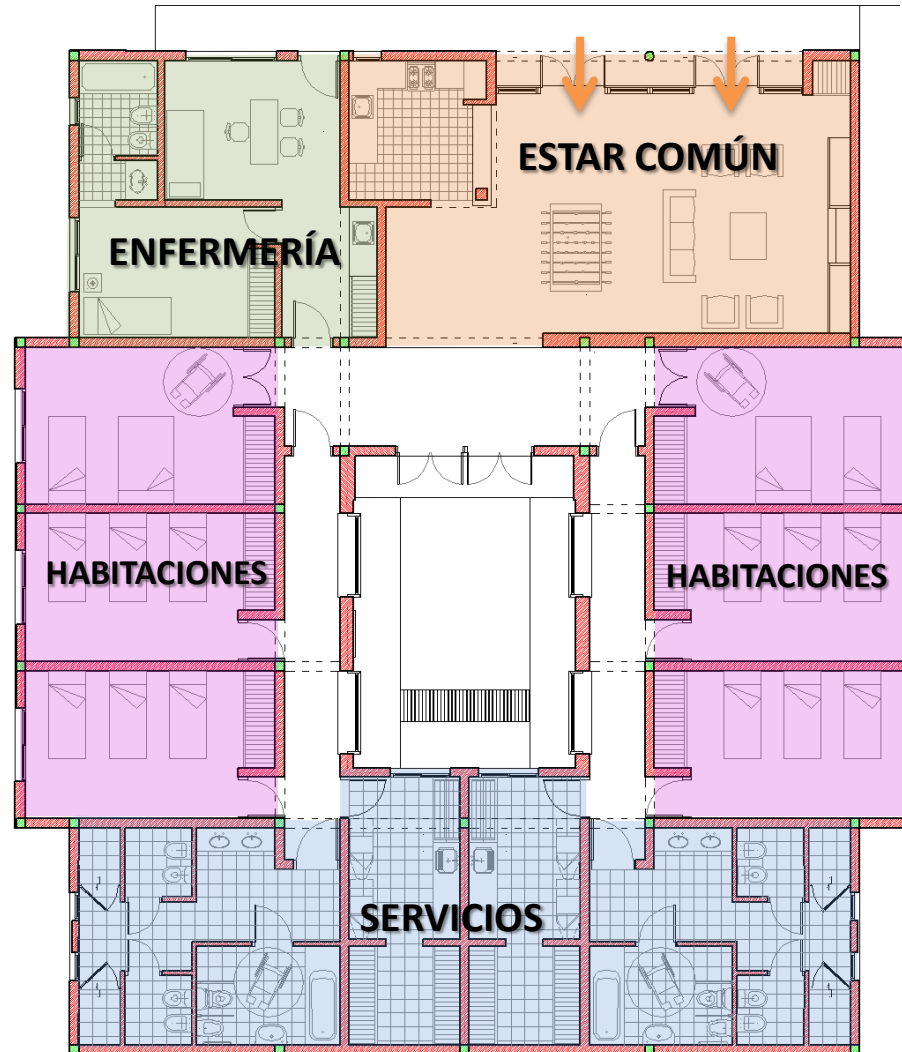 ESTAR COMÚN
ENFERMERÍA
HABITACIONES
HABITACIONES
SERVICIOS